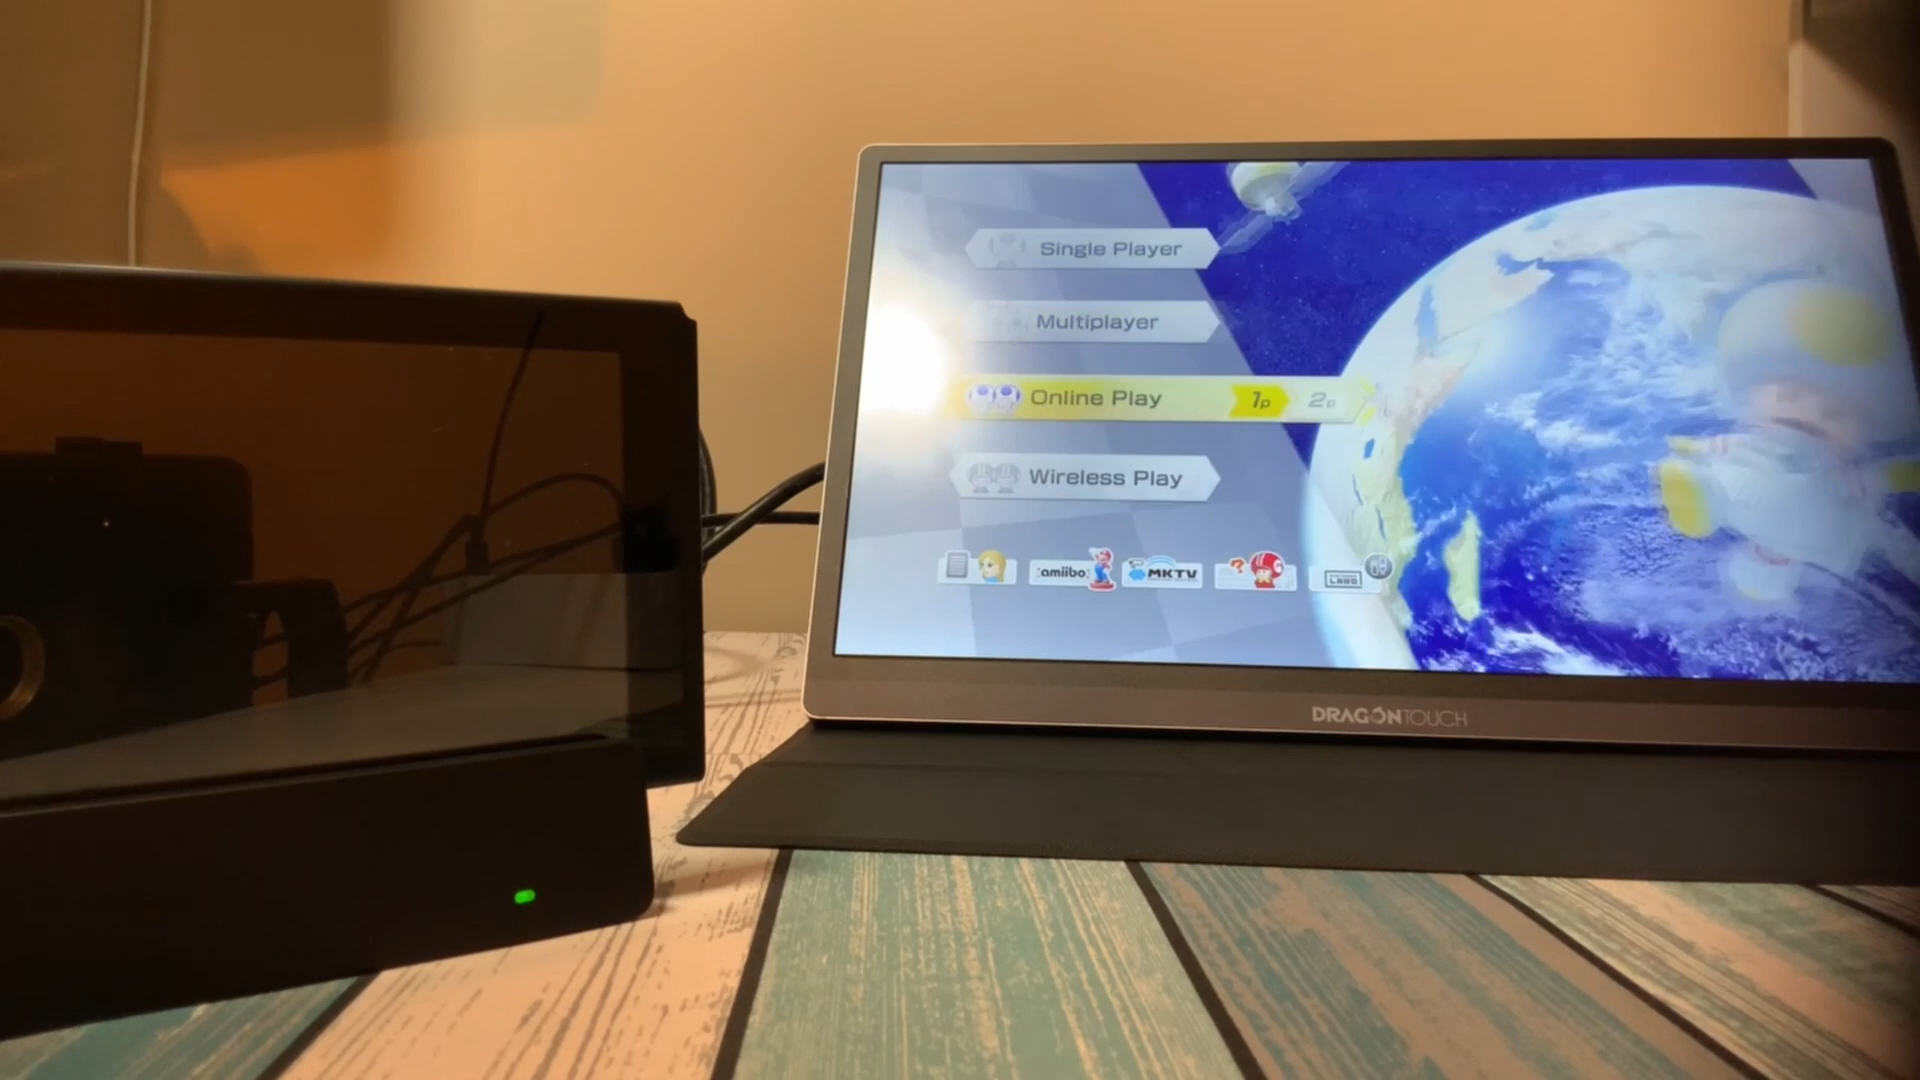 Single Player
Multiplayer
Online Play 1p 2p
Wireless Play
amiibo
MKTV
?
LABO
DRAGONTOUCH